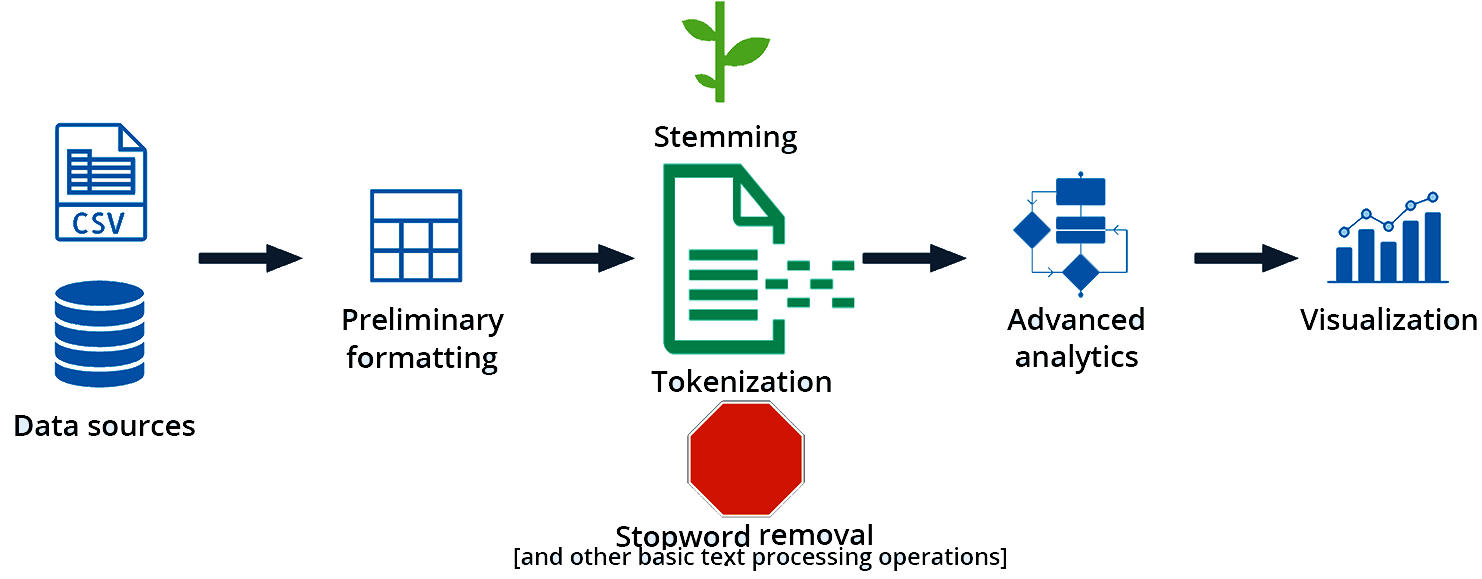 CSV
Data sources
Preliminary
formatting
Stemming
Tokenization
Stopword removal
[and other basic text processing operations]
Advanced
analytics
Visualization